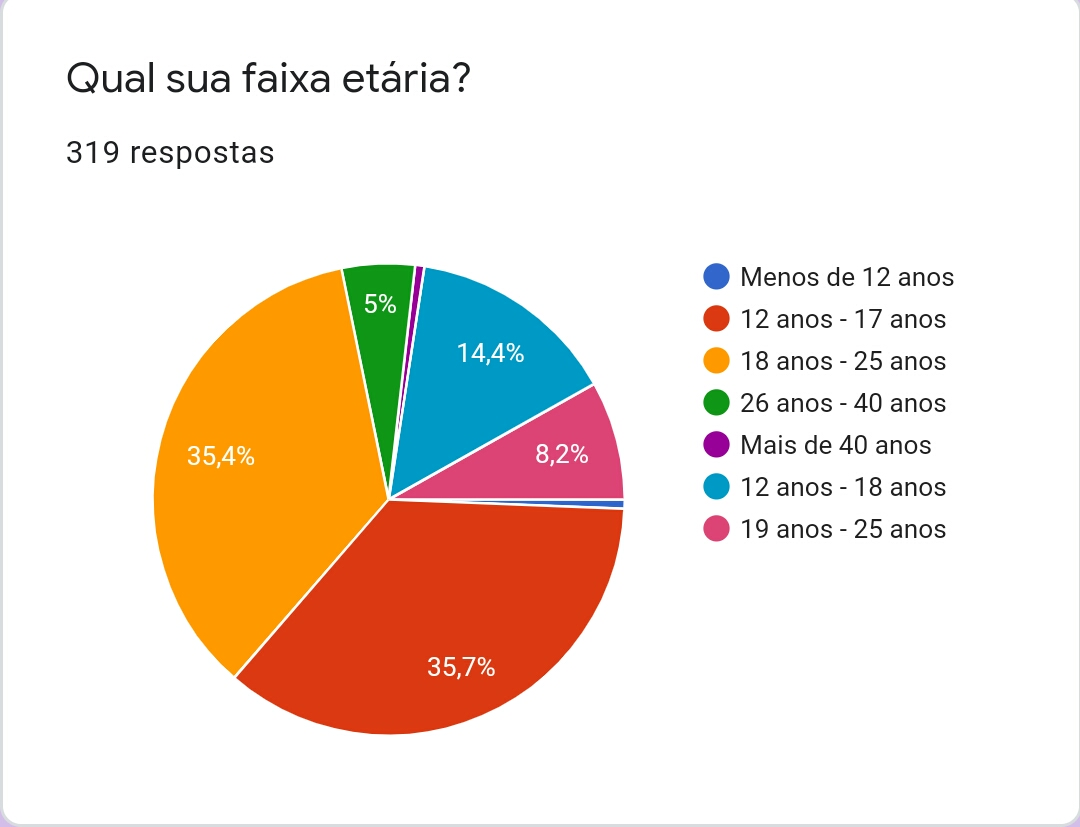 Qual sua faixa etária?
319 respostas
5%
14,4%
8,2%
35,4%
35,7%
Menos de 12 anos
12 anos - 17 anos
18 anos - 25 anos
26 anos - 40 anos
Mais de 40 anos
12 anos - 18 anos
19 anos - 25 anos